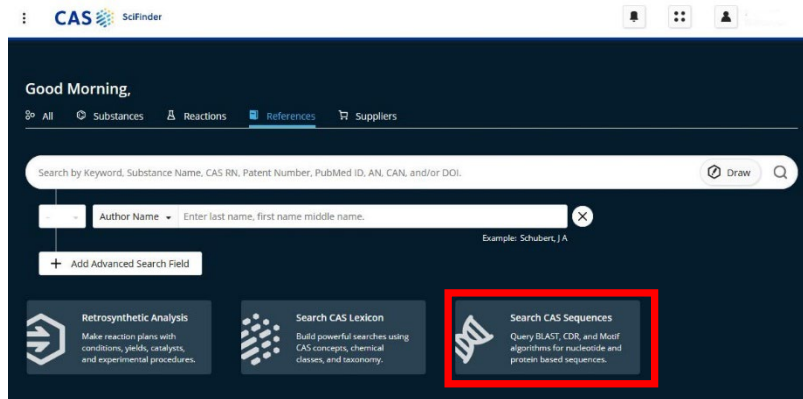 CAS SciFinder
Good Morning,
All Substances Reactions References Suppliers
Search by Keyword, Substance Name, CAS RN, Patent Number, PubMed ID, AN, CAN, and/or DOI. Draw
Author Name Enter last name, first name middle name.
Example: Schubert, J A
+ Add Advanced Search Field
Retrosynthetic Analysis
Make reaction plans with
conditions, yields, catalysts,
and experimental procedures.
Search CAS Lexicon
Build powerful searches using
CAS concepts, chemical
classes, and taxonomy.
Search CAS Sequences
Query BLAST, CDR, and Motif
algorithms for nucleotide and
protein based sequences.